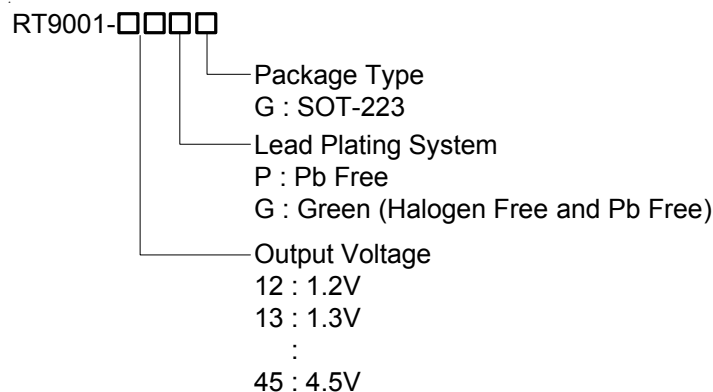 RT9001-□□□□
Package Type
G : SOT-223
Lead Plating System
P : Pb Free
G : Green (Halogen Free and Pb Free)
Output Voltage
12 : 1.2V
13 : 1.3V
:
45 : 4.5V